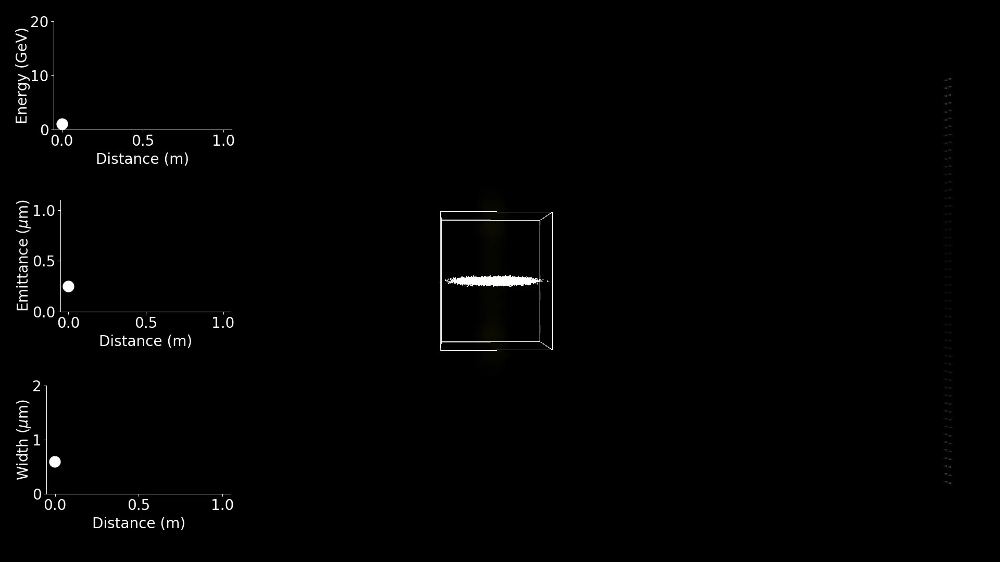 Energy (GeV)
20
10
0
0.0 0.5 1.0
Distance (m)
Emittance (μm)
1.0
0.5
0.0
0.0 0.5 1.0
Distance (m)
Width (μm)
2
1
0
0.0 0.5 1.0
Distance (m)